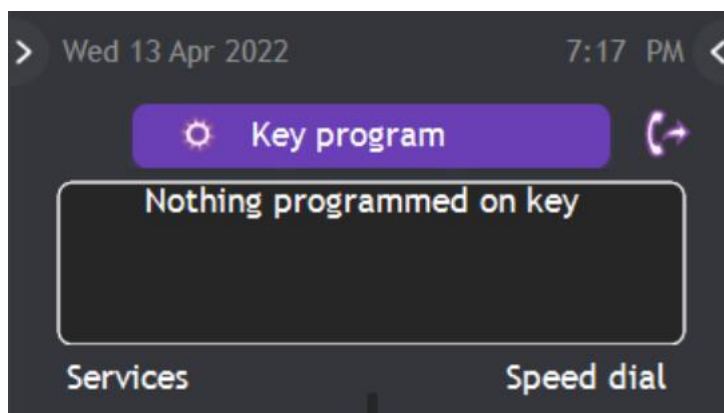 Wed 13 Apr 2022 7:17 PM
Key program
Nothing programmed on key
Services Speed dial